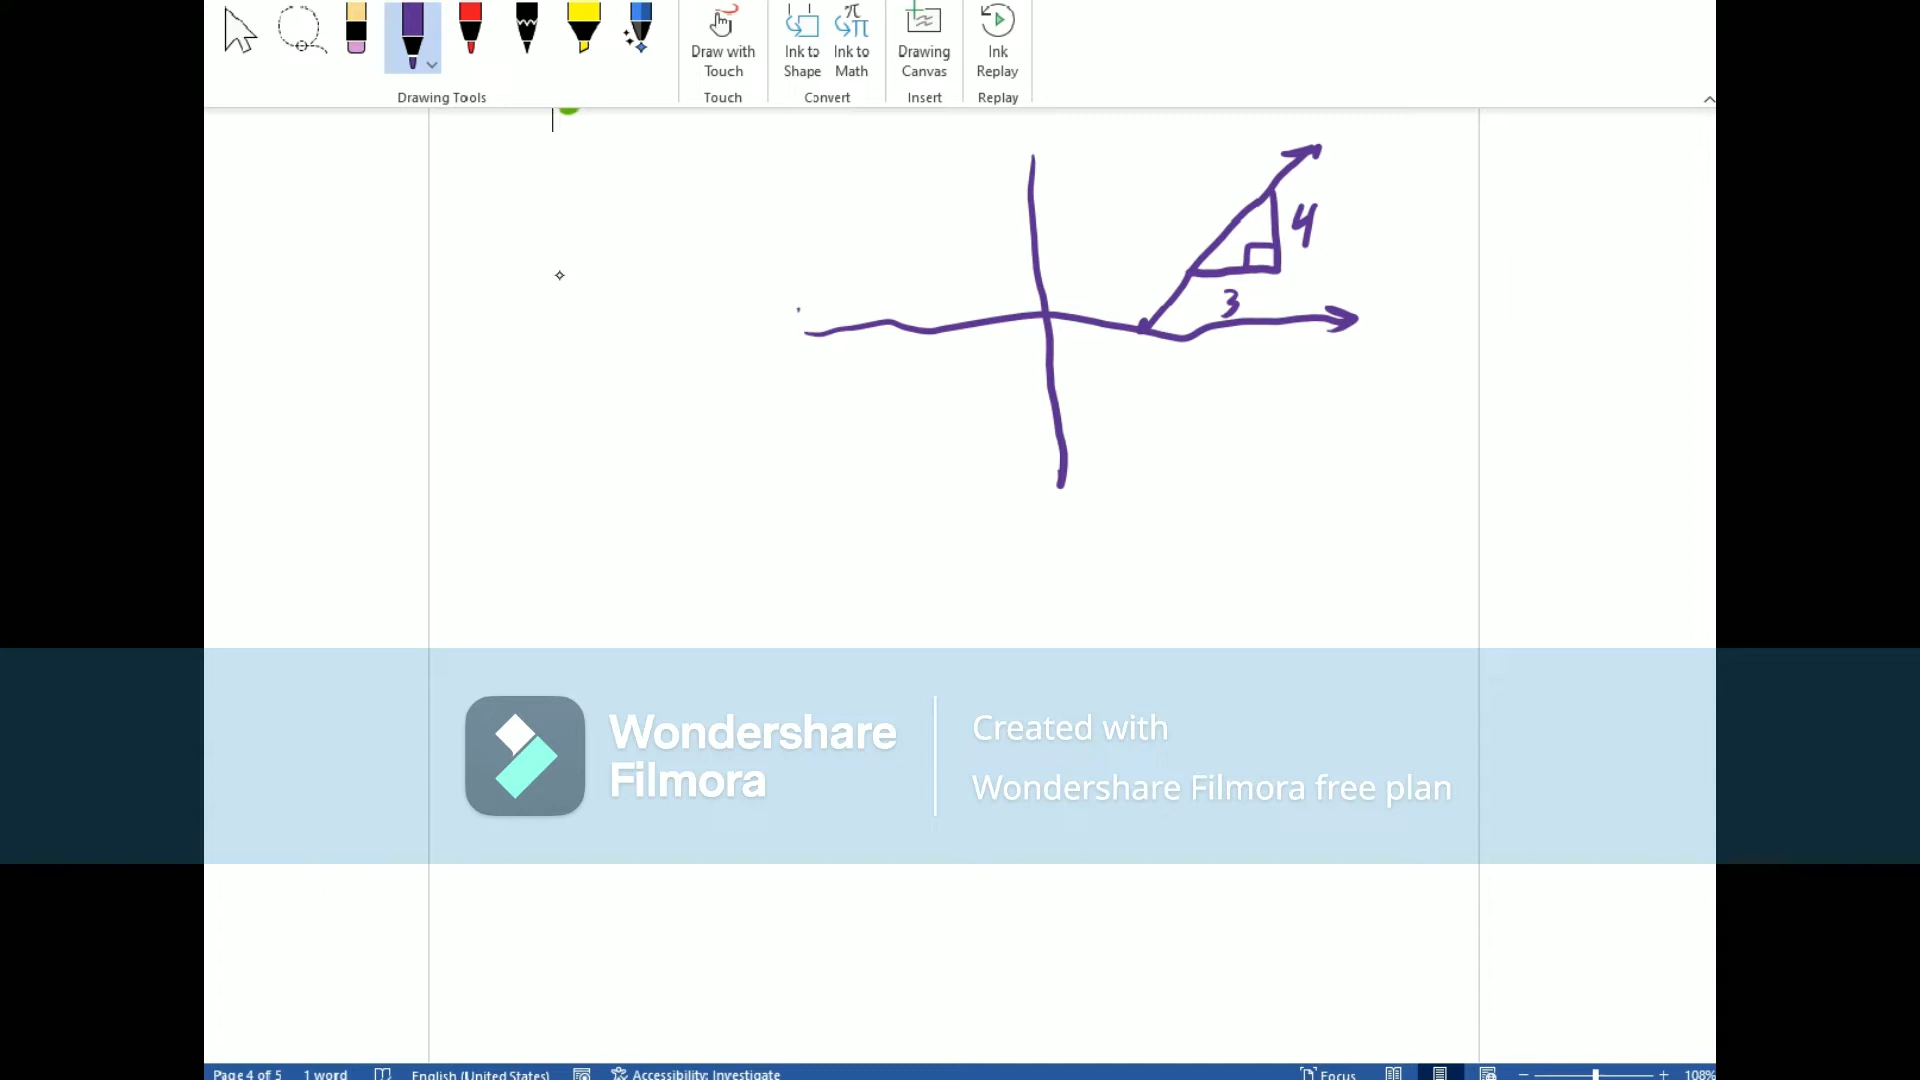 Draw with Touch
Ink to Shape
Ink to Math
Drawing Canvas
Ink Replay
Drawing Tools
Touch
Convert
Insert
Replay
4
3
Wondershare Filmora
Created with
Wondershare Filmora free plan
Page 4 of 5
1 word
English (United States)
Accessibility: Investigate
Focus
108%